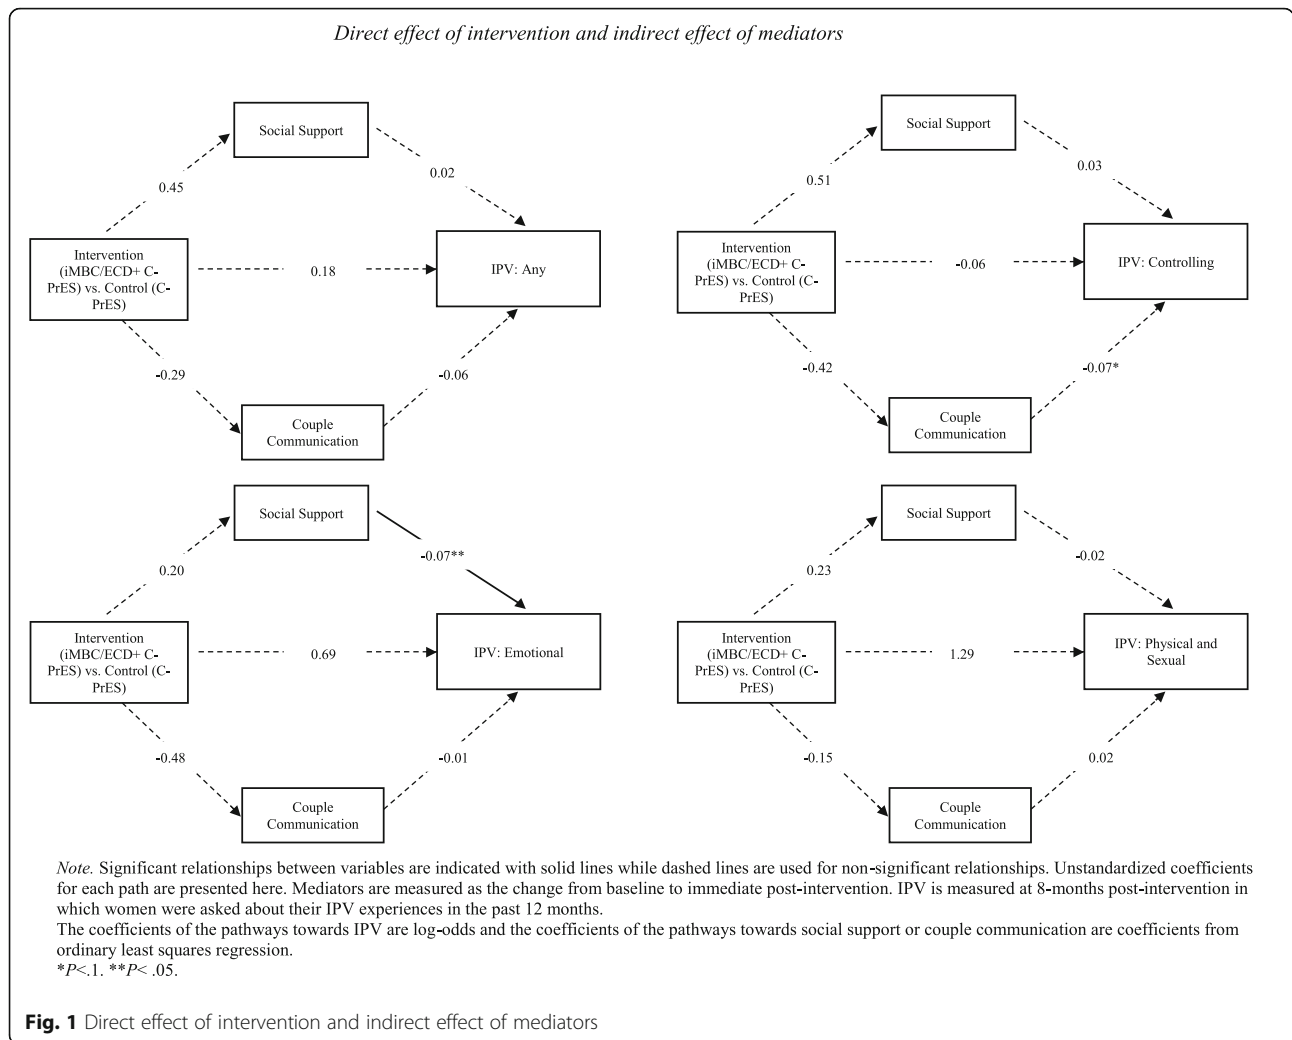 Direct effect of intervention and indirect effect of mediators
Social Support
0.45
0.02
Intervention
(iMBC/ECD+ C-
PrES) vs. Control (C-
PrES)
0.18
IPV: Any
-0.29
-0.06
Couple
Communication
Social Support
0.51
0.03
Intervention
(iMBC/ECD+ C-
PrES) vs. Control (C-
PrES)
-0.06
IPV: Controlling
-0.42
-0.07*
Couple
Communication
Social Support
0.20
-0.07**
Intervention
(iMBC/ECD+ C-
PrES) vs. Control (C-
PrES)
0.69
IPV: Emotional
-0.48
-0.01
Couple
Communication
Social Support
0.23
-0.02
Intervention
(iMBC/ECD+ C-
PrES) vs. Control (C-
PrES)
1.29
IPV: Physical and
Sexual
-0.15
0.02
Couple
Communication
Note. Significant relationships between variables are indicated with solid lines while dashed lines are used for non-significant relationships. Unstandardized coefficients
for each path are presented here. Mediators are measured as the change from baseline to immediate post-intervention. IPV is measured at 8-months post-intervention in
which women were asked about their IPV experiences in the past 12 months.
The coefficients of the pathways towards IPV are log-odds and the coefficients of the pathways towards social support or couple communication are coefficients from
ordinary least squares regression.
*P<.1. **P< .05.
Fig. 1 Direct effect of intervention and indirect effect of mediators